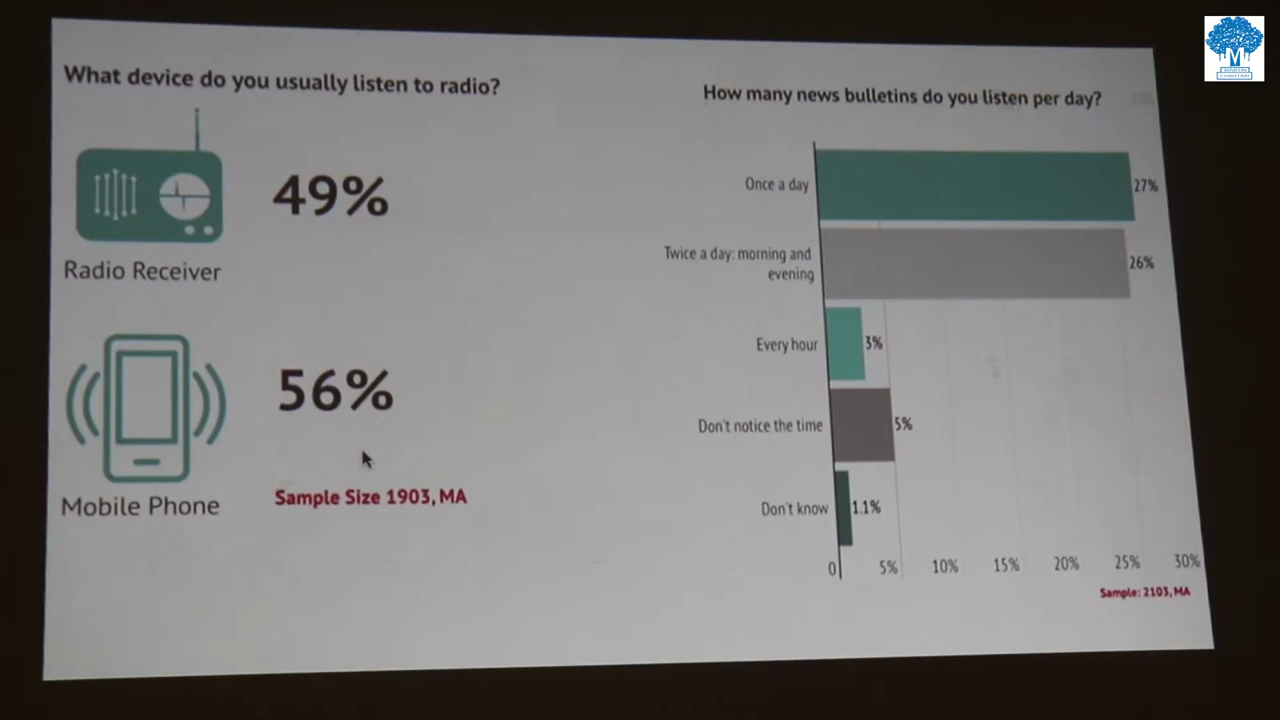 What device do you usually listen to radio?
49%
Radio Receiver
56%
Mobile Phone
Sample Size 1903, MA
How many news bulletins do you listen per day?
Once a day
27%
Twice a day: morning and
evening
26%
Every hour
3%
Don't notice the time
5%
Don't know
1.1%
0 5% 10% 15% 20% 25% 30%
Sample: 2103, MA
M
MARTIN
CHAUTARI